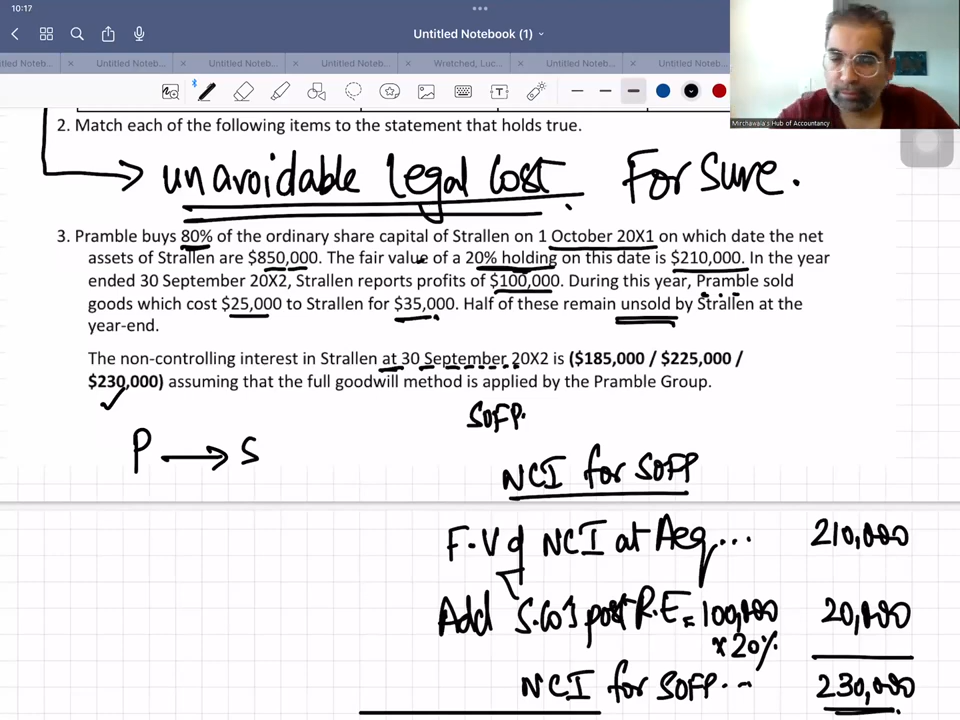 10:17
Untitled Notebook (1)
tled Noteb...
Untitled Noteb...
Untitled Noteb...
Untitled Noteb...
Wretched, Luc...
Untitled Noteb...
Untitled Noteb...
Mirchawala's Hub of Accountancy
2. Match each of the following items to the statement that holds true.
unavoidable legal cost. For Sure.
3. Pramble buys 80% of the ordinary share capital of Strallen on 1 October 20X1 on which date the net
assets of Strallen are $850,000. The fair value of a 20% holding on this date is $210,000. In the year
ended 30 September 20X2, Strallen reports profits of $100,000. During this year, Pramble sold
goods which cost $25,000 to Strallen for $35,000. Half of these remain unsold by Strallen at the
year-end.
The non-controlling interest in Strallen at 30 September 20X2 is ($185,000 / $225,000 /
$230,000) assuming that the full goodwill method is applied by the Pramble Group.
SOFP.
P → S
NCI for SOFP
F.V of NCI at Acq... 210,000
Add S.Co's post R.E = 100,000 20,000
x 20%
NCI for SOFP... 230,000